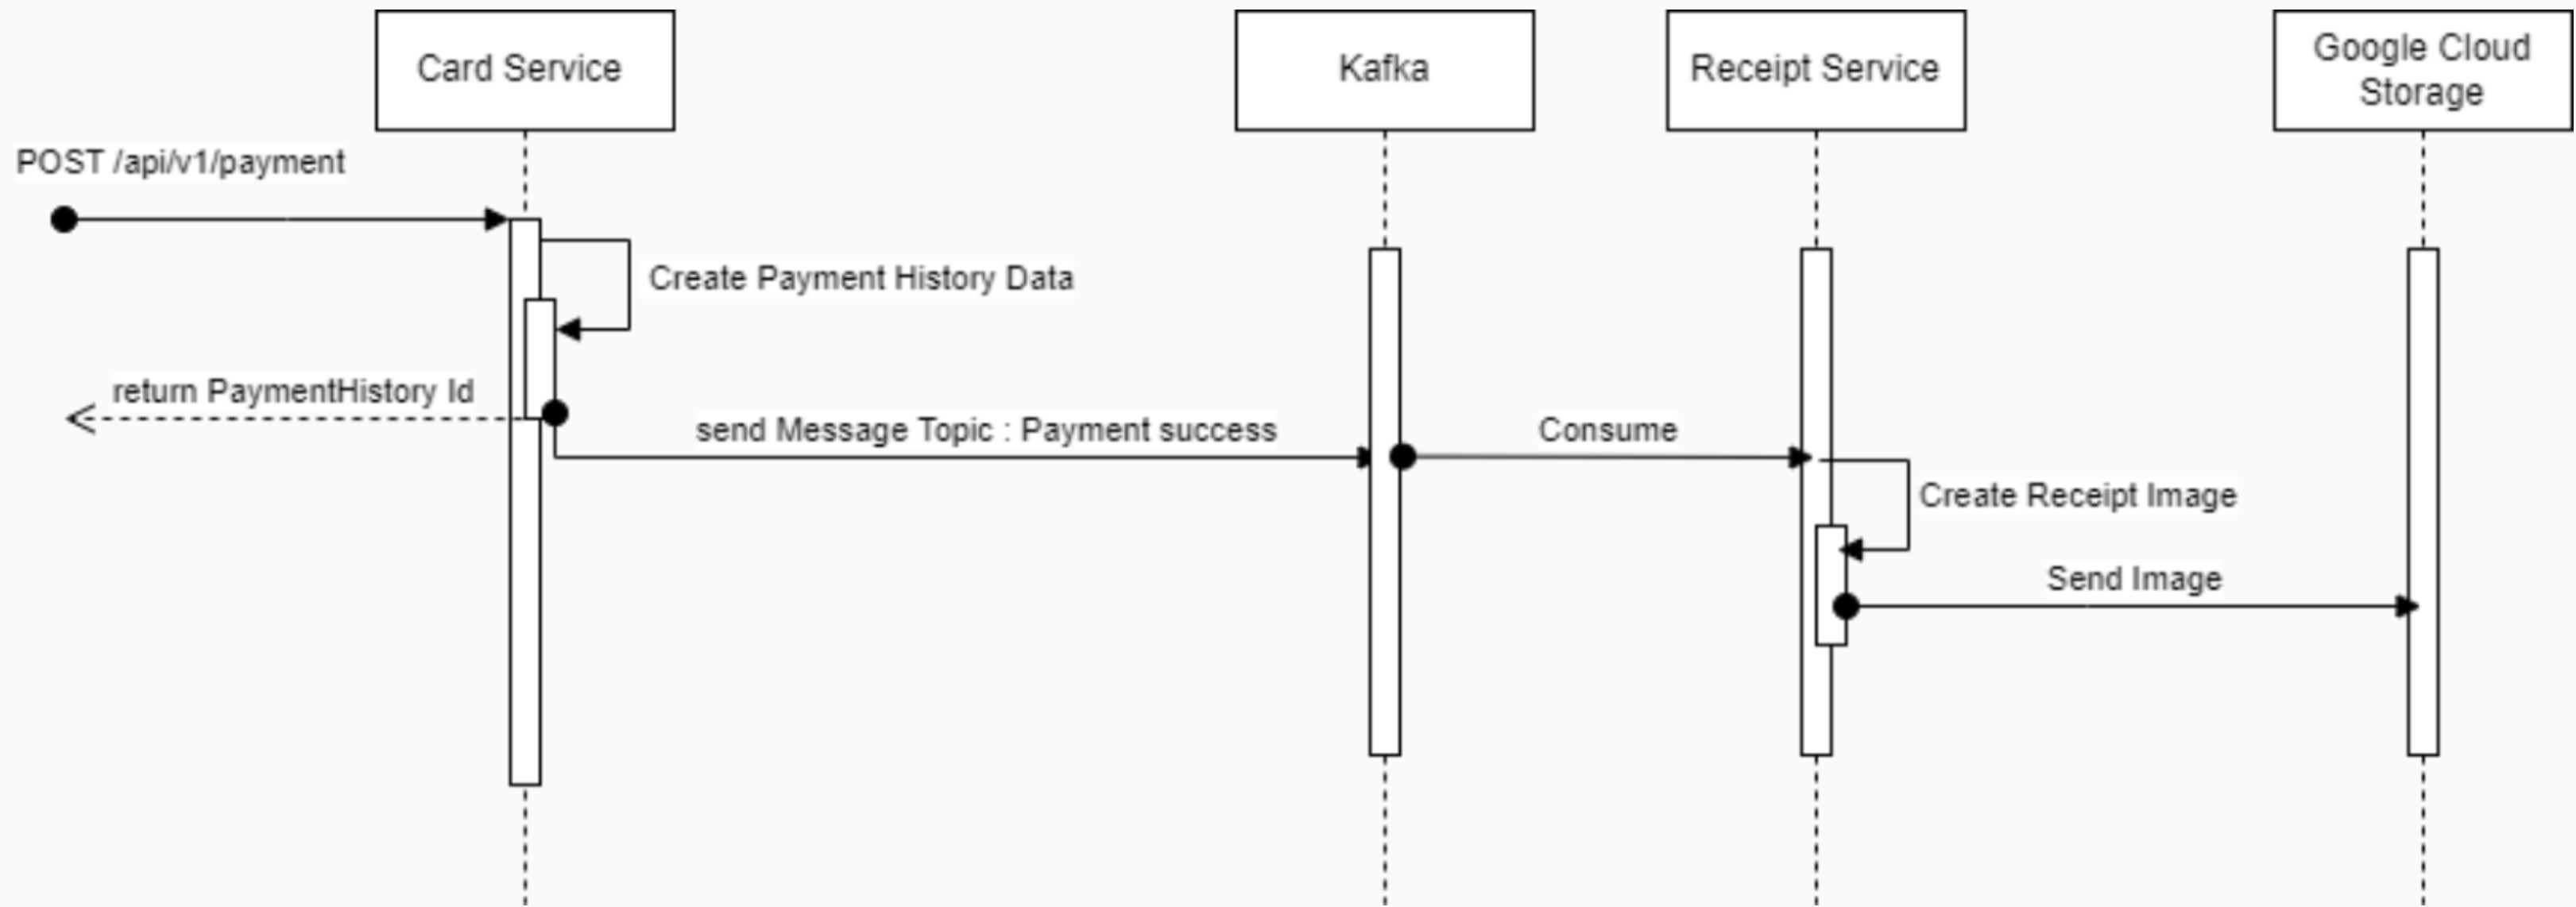 Card Service
Kafka
Receipt Service
Google Cloud
Storage
POST /api/v1/payment
Create Payment History Data
return PaymentHistory Id
send Message Topic : Payment success
Consume
Create Receipt Image
Send Image